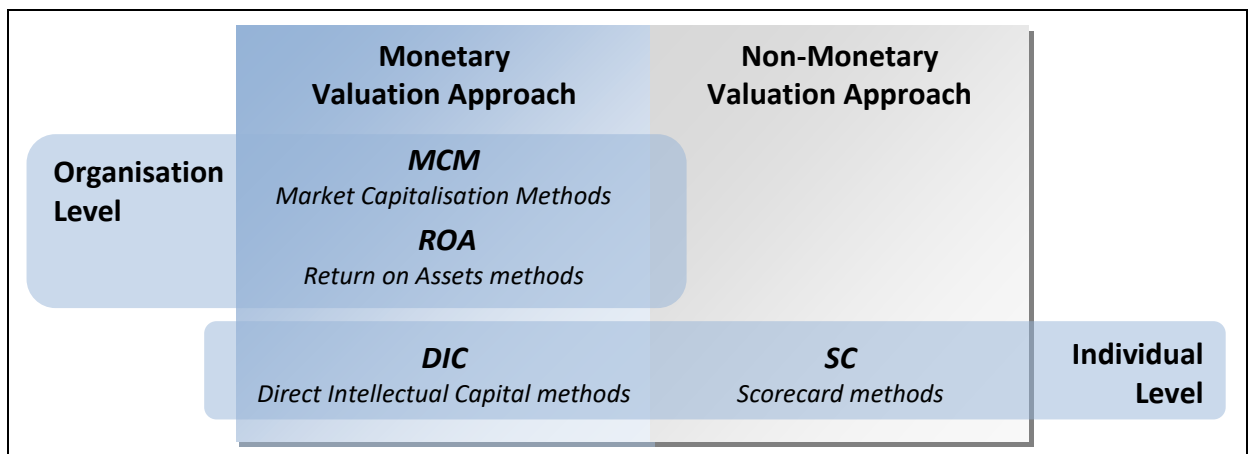 Monetary
Valuation Approach
Non-Monetary
Valuation Approach
Organisation
Level
MCM
Market Capitalisation Methods
ROA
Return on Assets methods
DIC
Direct Intellectual Capital methods
SC
Scorecard methods
Individual
Level